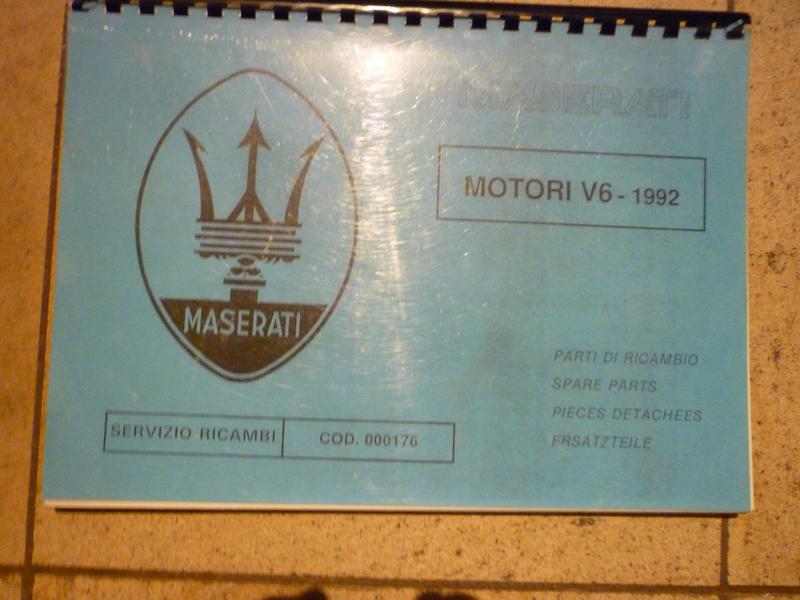 MASERATI
MOTORI V6 - 1992
MASERATI
PARTI DI RICAMBIO
SPARE PARTS
PIECES DETACHEES
ERSATZTEILE
SERVIZIO RICAMBI
COD. 000176